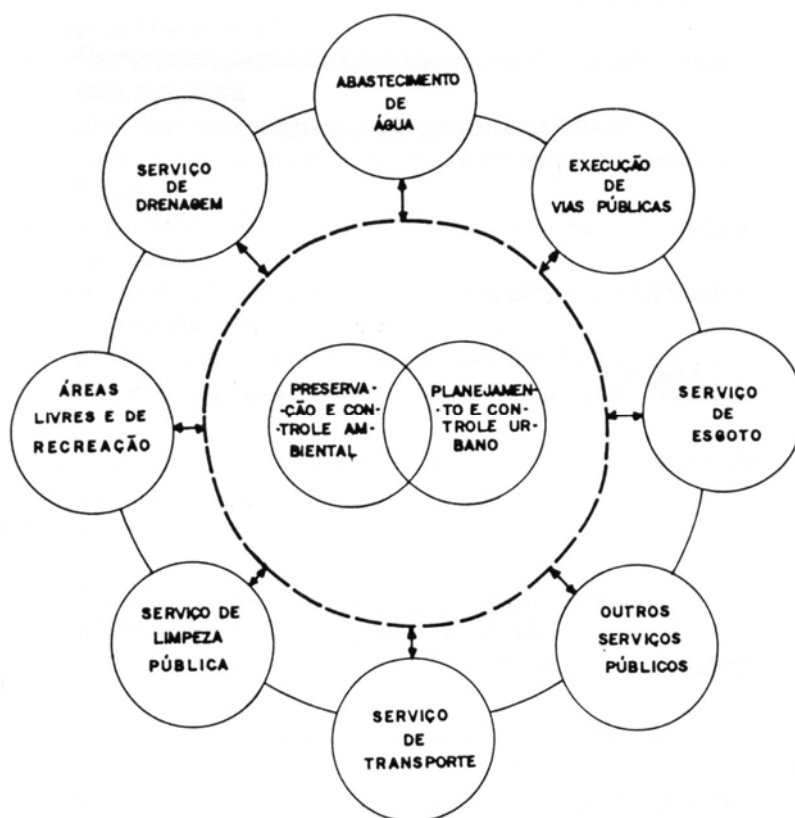 ABASTECIMENTO
DE
ÁGUA
EXECUÇÃO
DE
VIAS PÚBLICAS
SERVIÇO
DE
ESGOTO
OUTROS
SERVIÇOS
PÚBLICOS
SERVIÇO
DE
TRANSPORTE
SERVIÇO DE
LIMPEZA
PÚBLICA
ÁREAS
LIVRES E DE
RECREAÇÃO
SERVIÇO
DE
DRENAGEM
PRESERVA-
-ÇÃO E CON-
-TROLE AM-
BIENTAL
PLANEJAMEN-
-TO E CON-
TROLE UR-
BANO